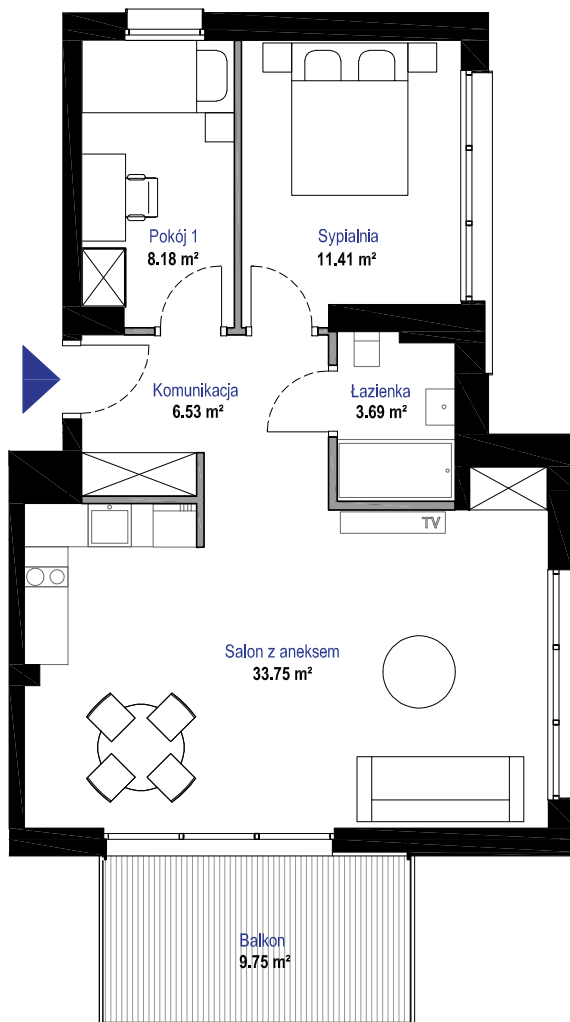 Pokój 1
8.18 m²
Sypialnia
11.41 m²
Komunikacja
6.53 m²
Łazienka
3.69 m²
TV
Salon z aneksem
33.75 m²
Balkon
9.75 m²